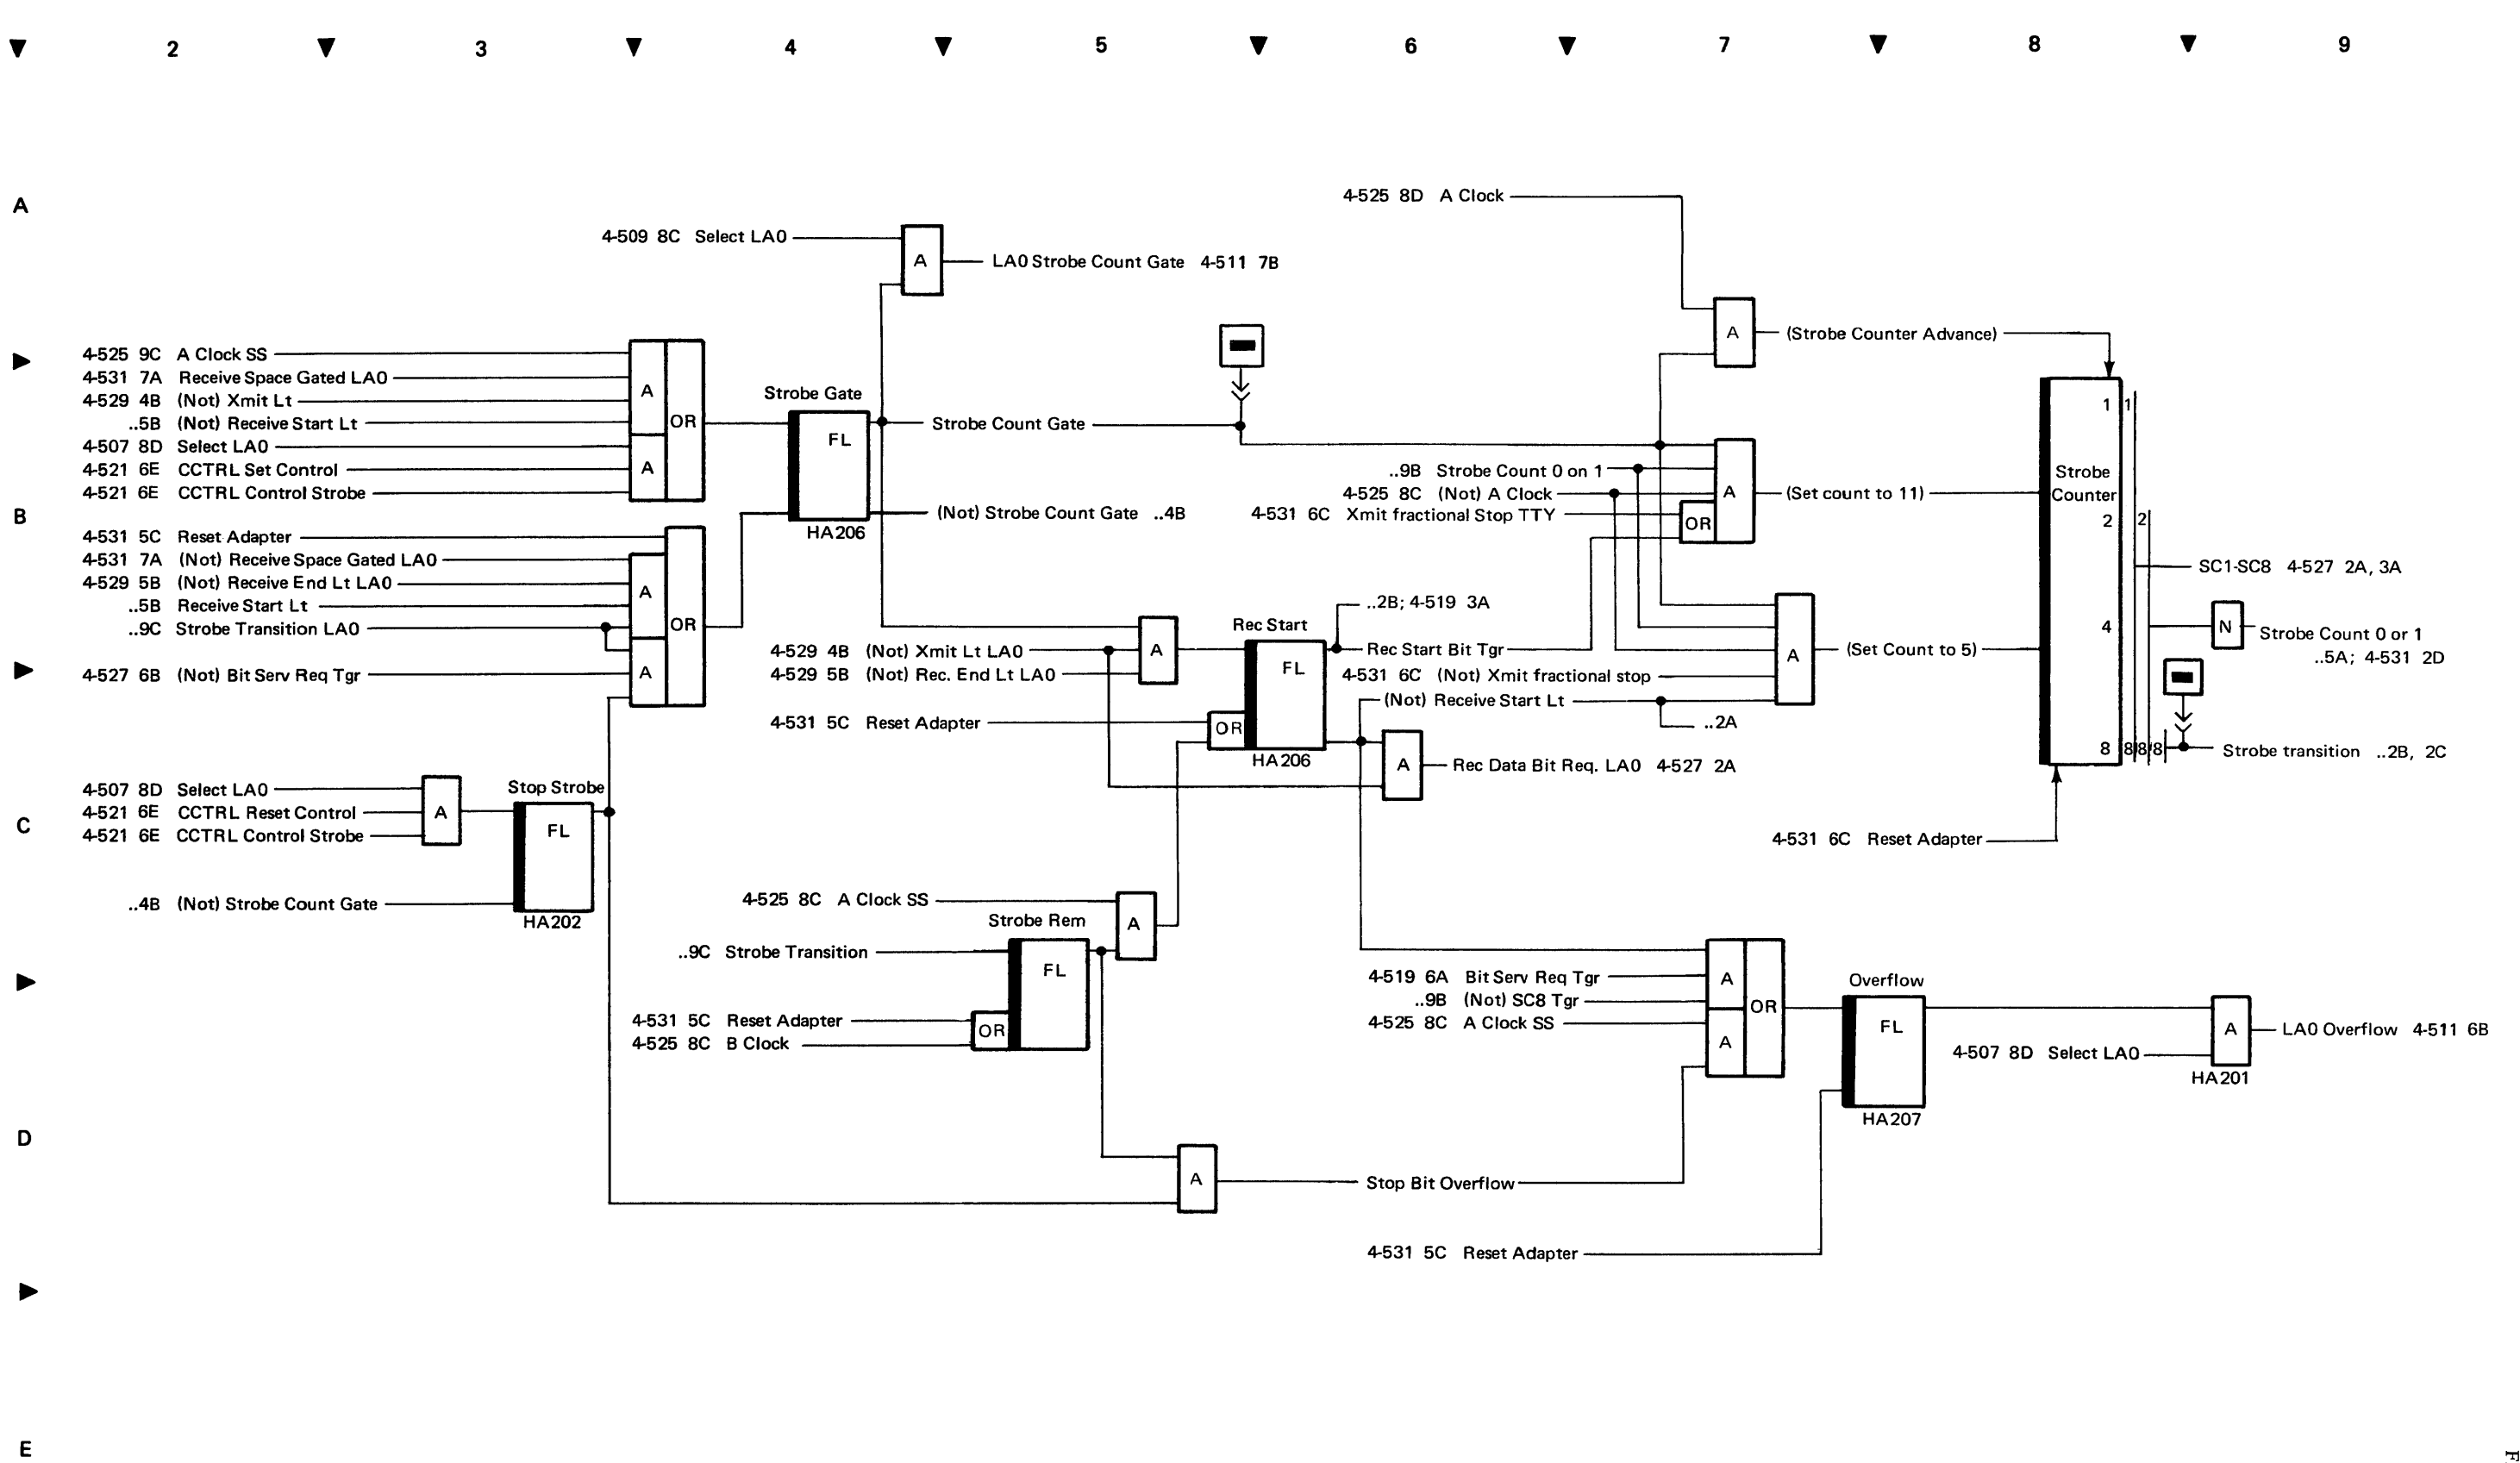 2 3 4 5 6 7 8 9
A
4-525 8D A Clock
4-509 8C Select LA0
A
LA0 Strobe Count Gate 4-511 7B
A
(Strobe Counter Advance)
4-525 9C A Clock SS
4-531 7A Receive Space Gated LA0
4-529 4B (Not) Xmit Lt
..5B (Not) Receive Start Lt
4-507 8D Select LA0
4-521 6E CCTRL Set Control
4-521 6E CCTRL Control Strobe
A
A
OR
Strobe Gate
FL
HA206
Strobe Count Gate
(Not) Strobe Count Gate ..4B
..9B Strobe Count 0 on 1
4-525 8C (Not) A Clock
4-531 6C Xmit fractional Stop TTY
A
OR
(Set count to 11)
Strobe
Counter
1 1
2 2
4
8 8 8 8
SC1-SC8 4-527 2A, 3A
N
Strobe Count 0 or 1
..5A; 4-531 2D
Strobe transition ..2B, 2C
B
4-531 5C Reset Adapter
4-531 7A (Not) Receive Space Gated LA0
4-529 5B (Not) Receive End Lt LA0
..5B Receive Start Lt
..9C Strobe Transition LA0
4-527 6B (Not) Bit Serv Req Tgr
A
A
OR
4-529 4B (Not) Xmit Lt LA0
4-529 5B (Not) Rec. End Lt LA0
A
4-531 5C Reset Adapter
OR
Rec Start
FL
HA206
..2B; 4-519 3A
Rec Start Bit Tgr
4-531 6C (Not) Xmit fractional stop
(Not) Receive Start Lt
..2A
A
(Set Count to 5)
A
Rec Data Bit Req. LA0 4-527 2A
4-531 6C Reset Adapter
C
4-507 8D Select LA0
4-521 6E CCTRL Reset Control
4-521 6E CCTRL Control Strobe
A
..4B (Not) Strobe Count Gate
Stop Strobe
FL
HA202
4-525 8C A Clock SS
A
Strobe Rem
..9C Strobe Transition
FL
4-531 5C Reset Adapter
4-525 8C B Clock
OR
4-519 6A Bit Serv Req Tgr
..9B (Not) SC8 Tgr
4-525 8C A Clock SS
A
A
OR
Overflow
FL
HA207
4-507 8D Select LA0
A
HA201
LA0 Overflow 4-511 6B
D
A
Stop Bit Overflow
4-531 5C Reset Adapter
E
F